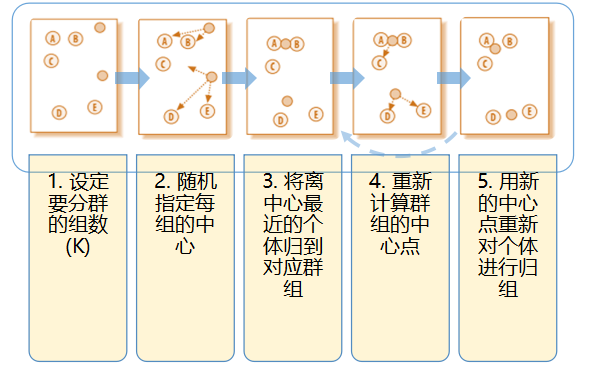 A B
C
D E
A B
C
D E
A B
C
D E
A B
C
D E
A B
C
D E
1. 设定
要分群
的组数
(K)
2. 随机
指定每
组的中
心
3. 将离
中心最
近的个
体归到
对应群
组
4. 重新
计算群
组的中
心点
5. 用新
的中心
点重新
对个体
进行归
组